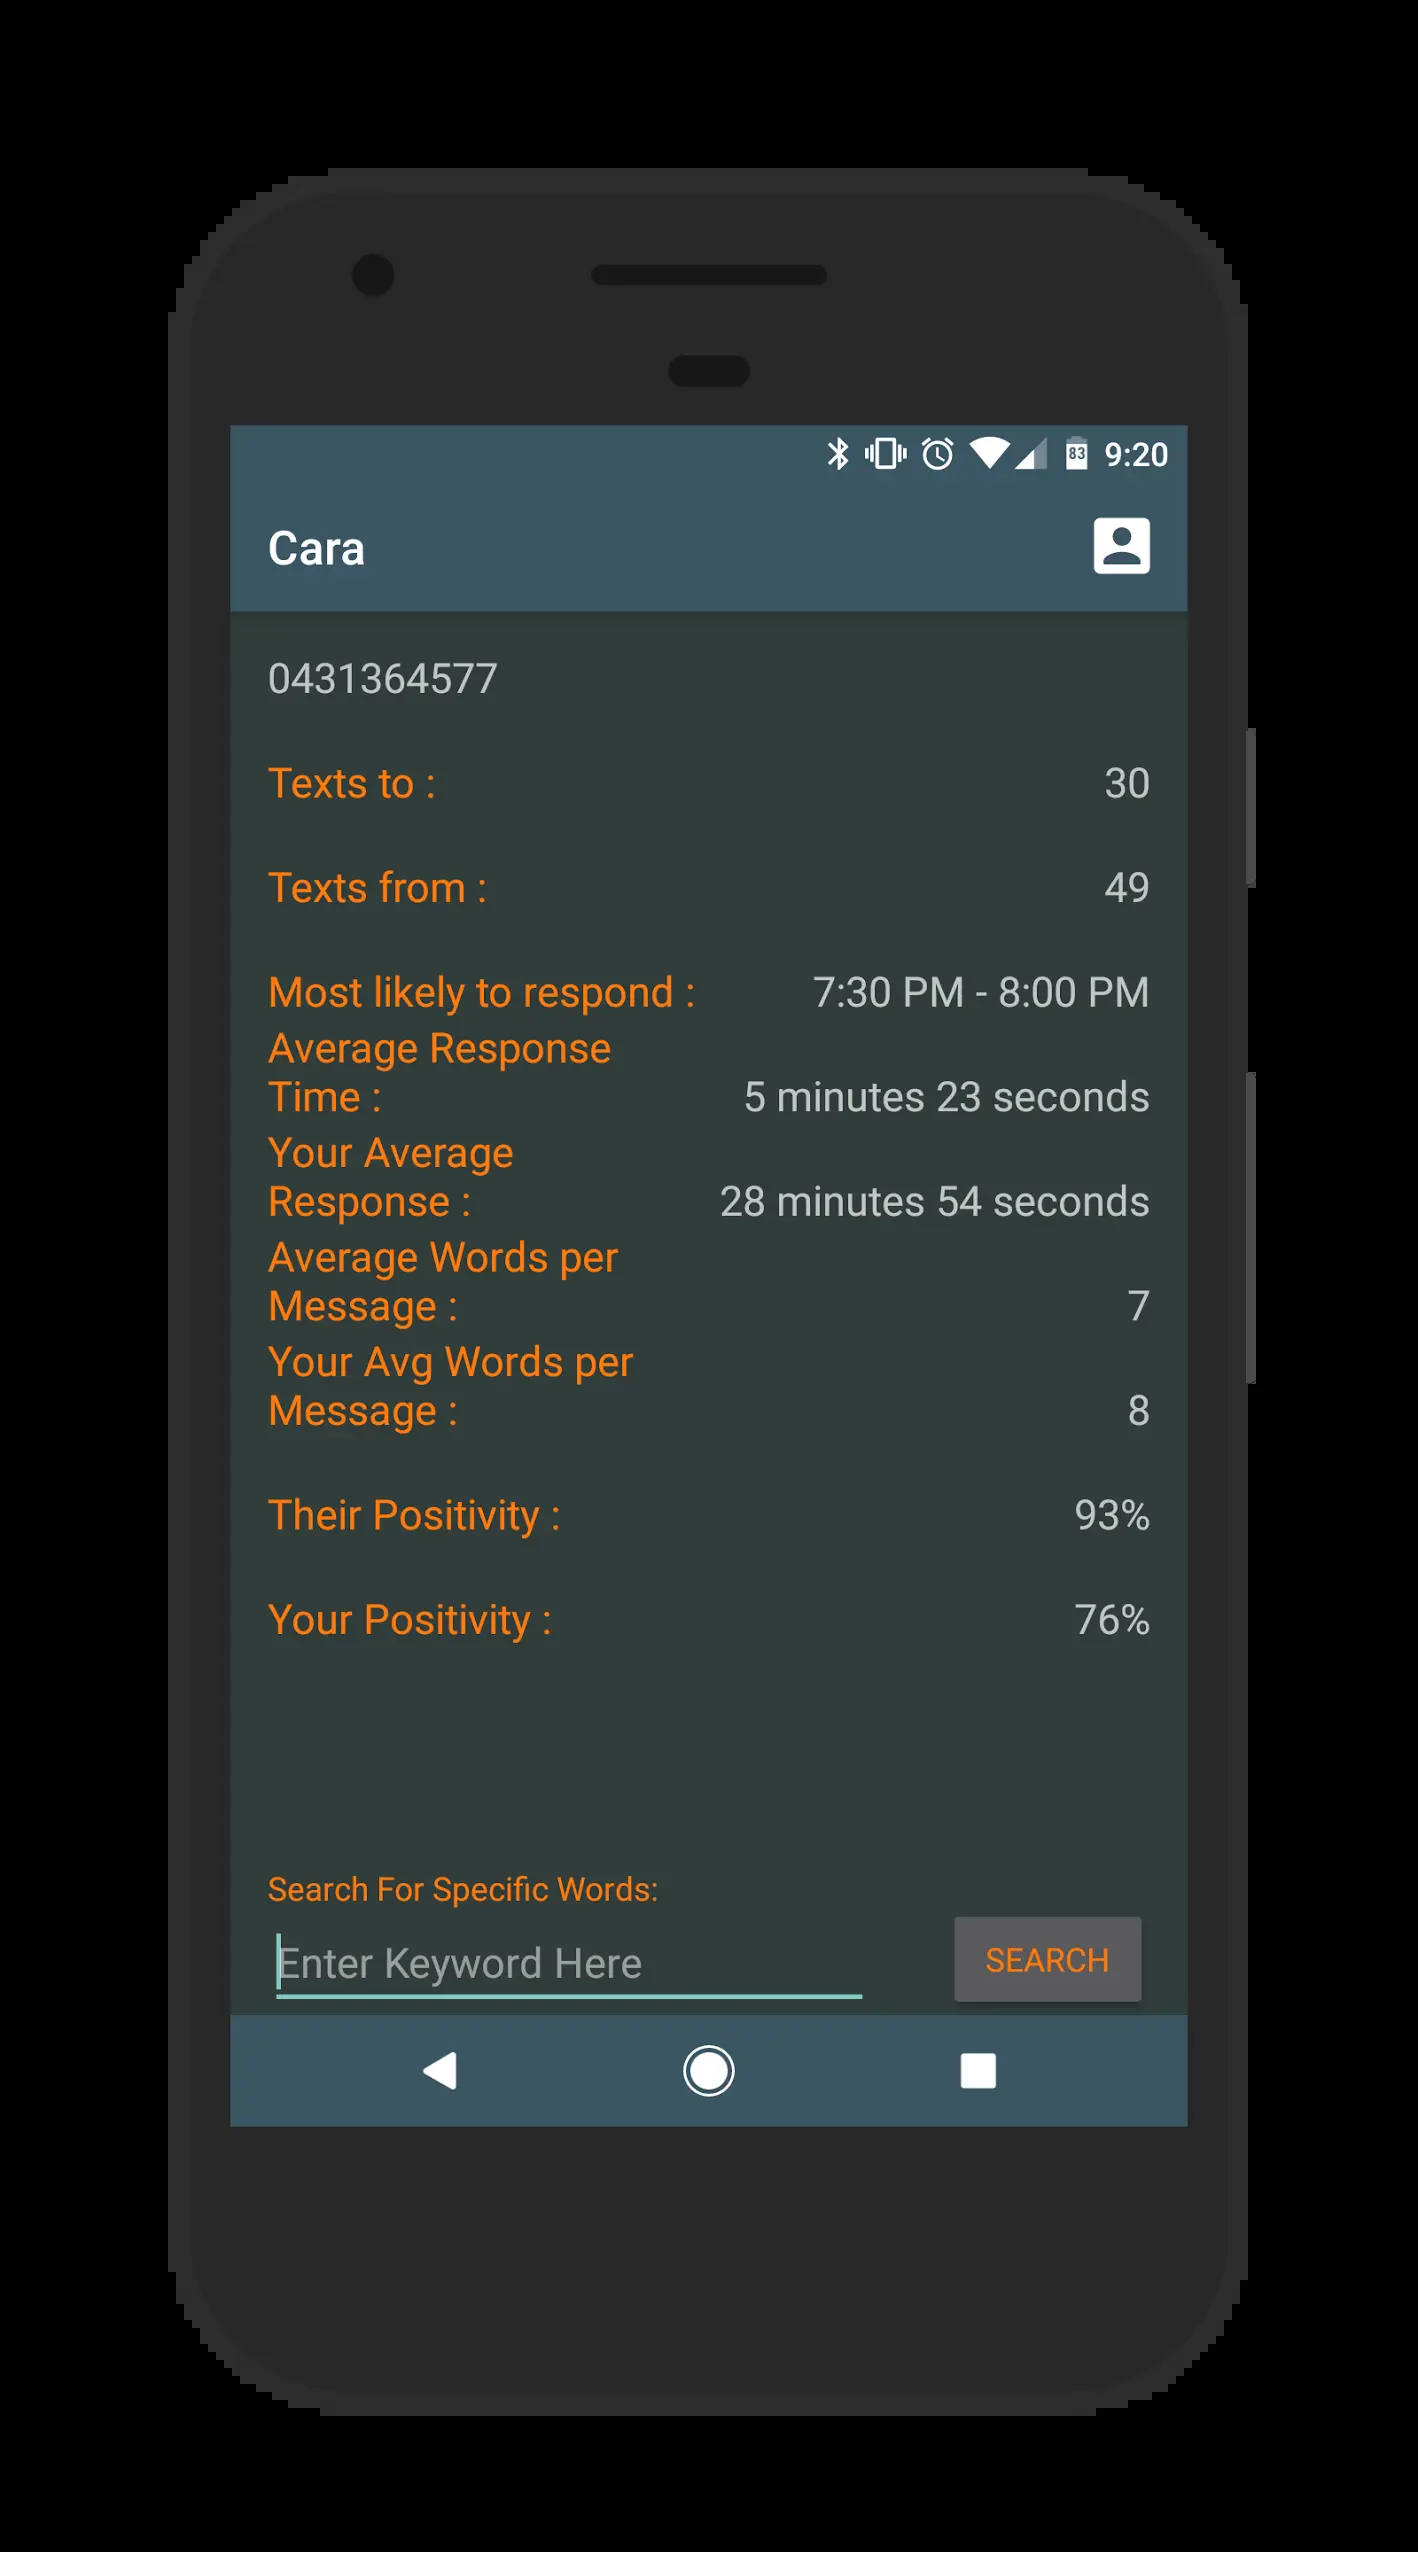 83 9:20
Cara
0431364577
Texts to : 30
Texts from : 49
Most likely to respond : 7:30 PM - 8:00 PM
Average Response
Time : 5 minutes 23 seconds
Your Average
Response : 28 minutes 54 seconds
Average Words per
Message : 7
Your Avg Words per
Message : 8
Their Positivity : 93%
Your Positivity : 76%
Search For Specific Words:
Enter Keyword Here SEARCH